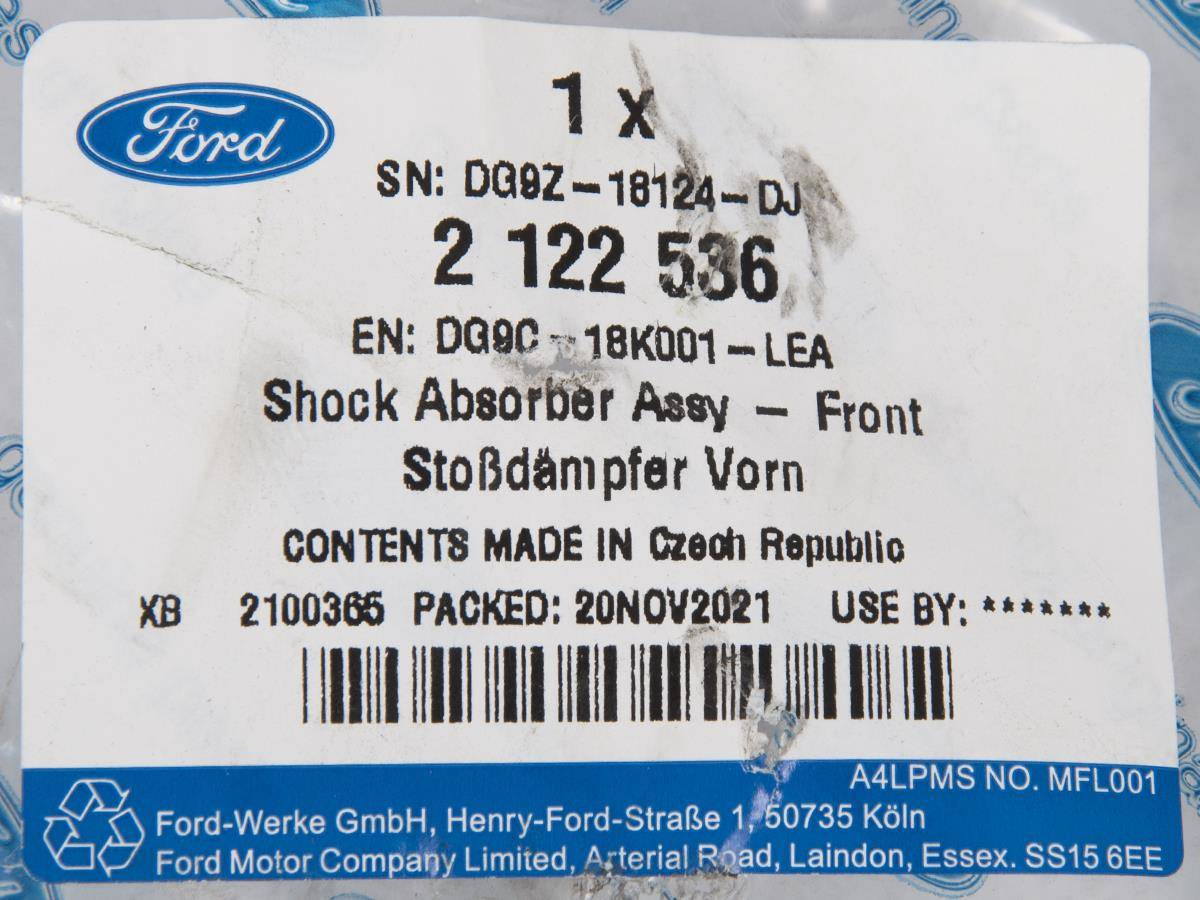 Ford
1 x
SN: DG9Z-18124-DJ
2 122 536
EN: DG9C-18K001-LEA
Shock Absorber Assy - Front
Stoßdämpfer Vorn
CONTENTS MADE IN Czech Republic
XB 2100365 PACKED: 20NOV2021 USE BY: *******
A4LPMS NO. MFL001
Ford-Werke GmbH, Henry-Ford-Straße 1, 50735 Köln
Ford Motor Company Limited, Arterial Road, Laindon, Essex. SS15 6EE